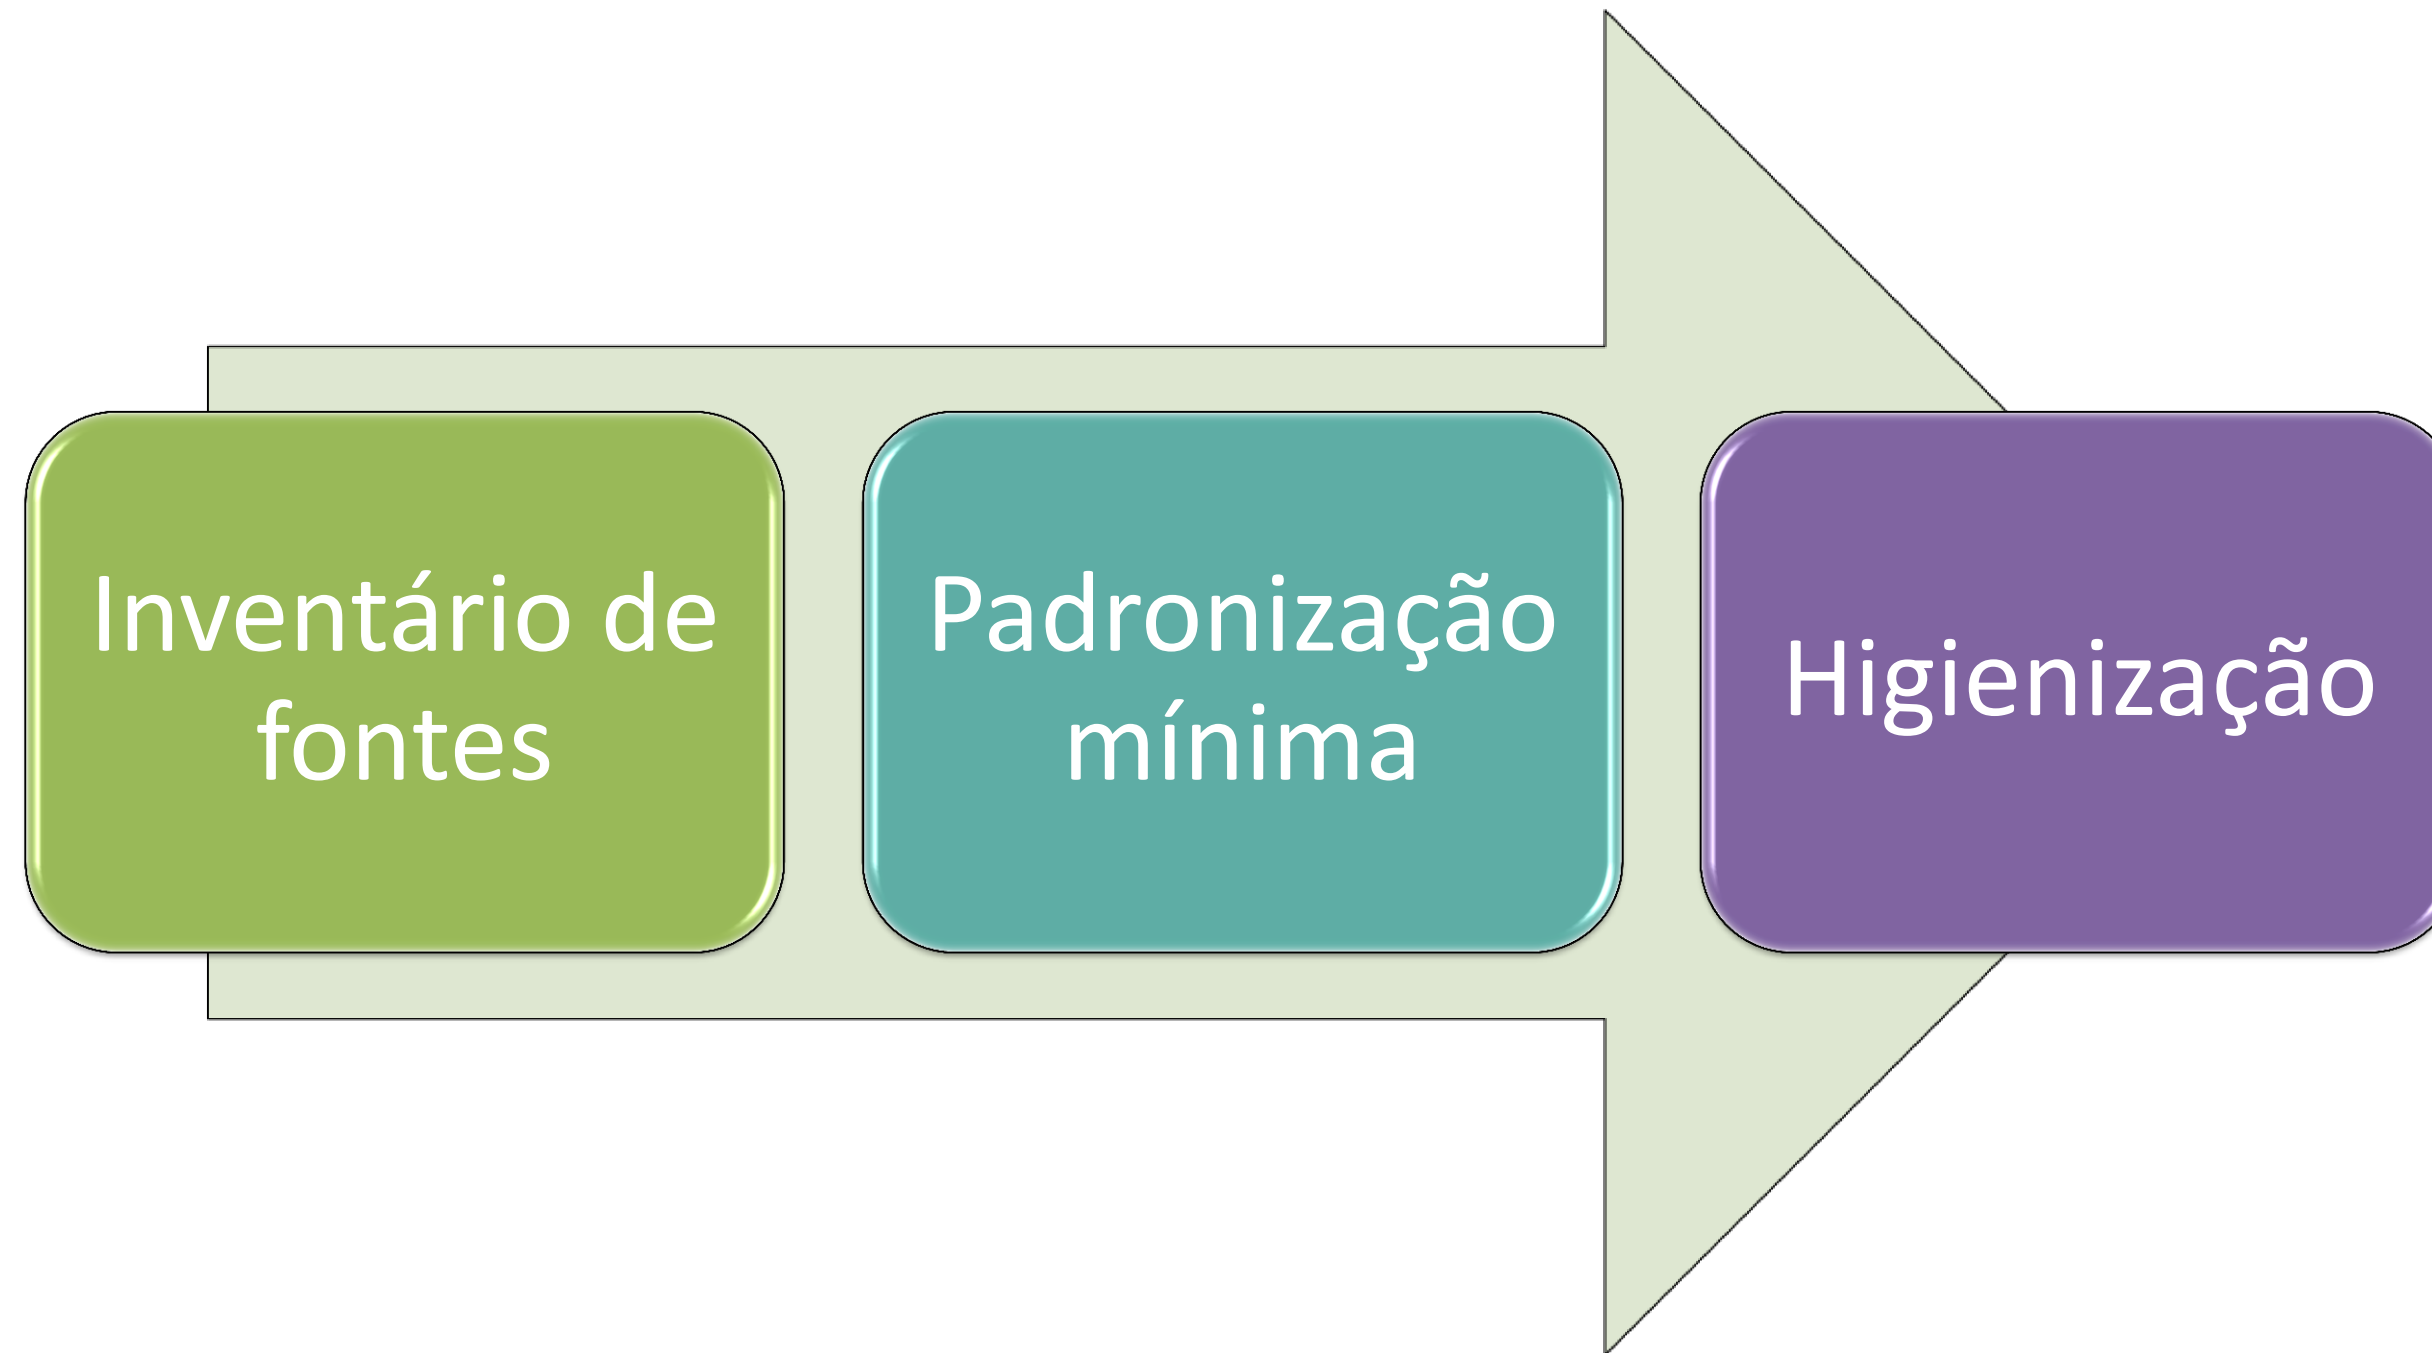 Inventário de
fontes
Padronização
mínima
Higienização